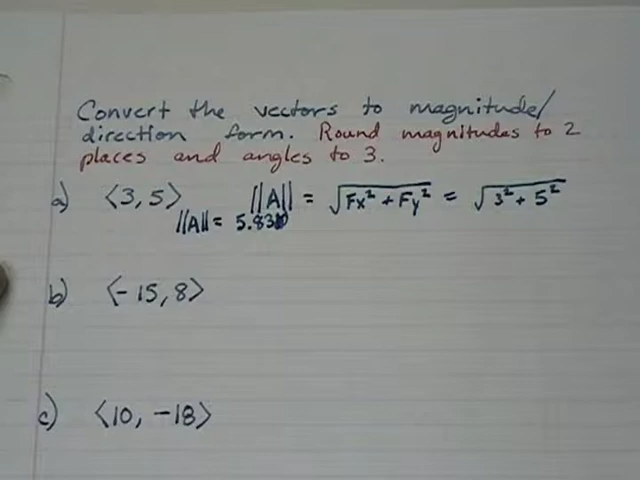 Convert the vectors to magnitude/
direction form. Round magnitudes to 2
places and angles to 3.
a) ⟨3, 5⟩ ||A|| = √(Fx² + Fy²) = √(3² + 5²)
||A|| = 5.83
b) ⟨-15, 8⟩
c) ⟨10, -18⟩